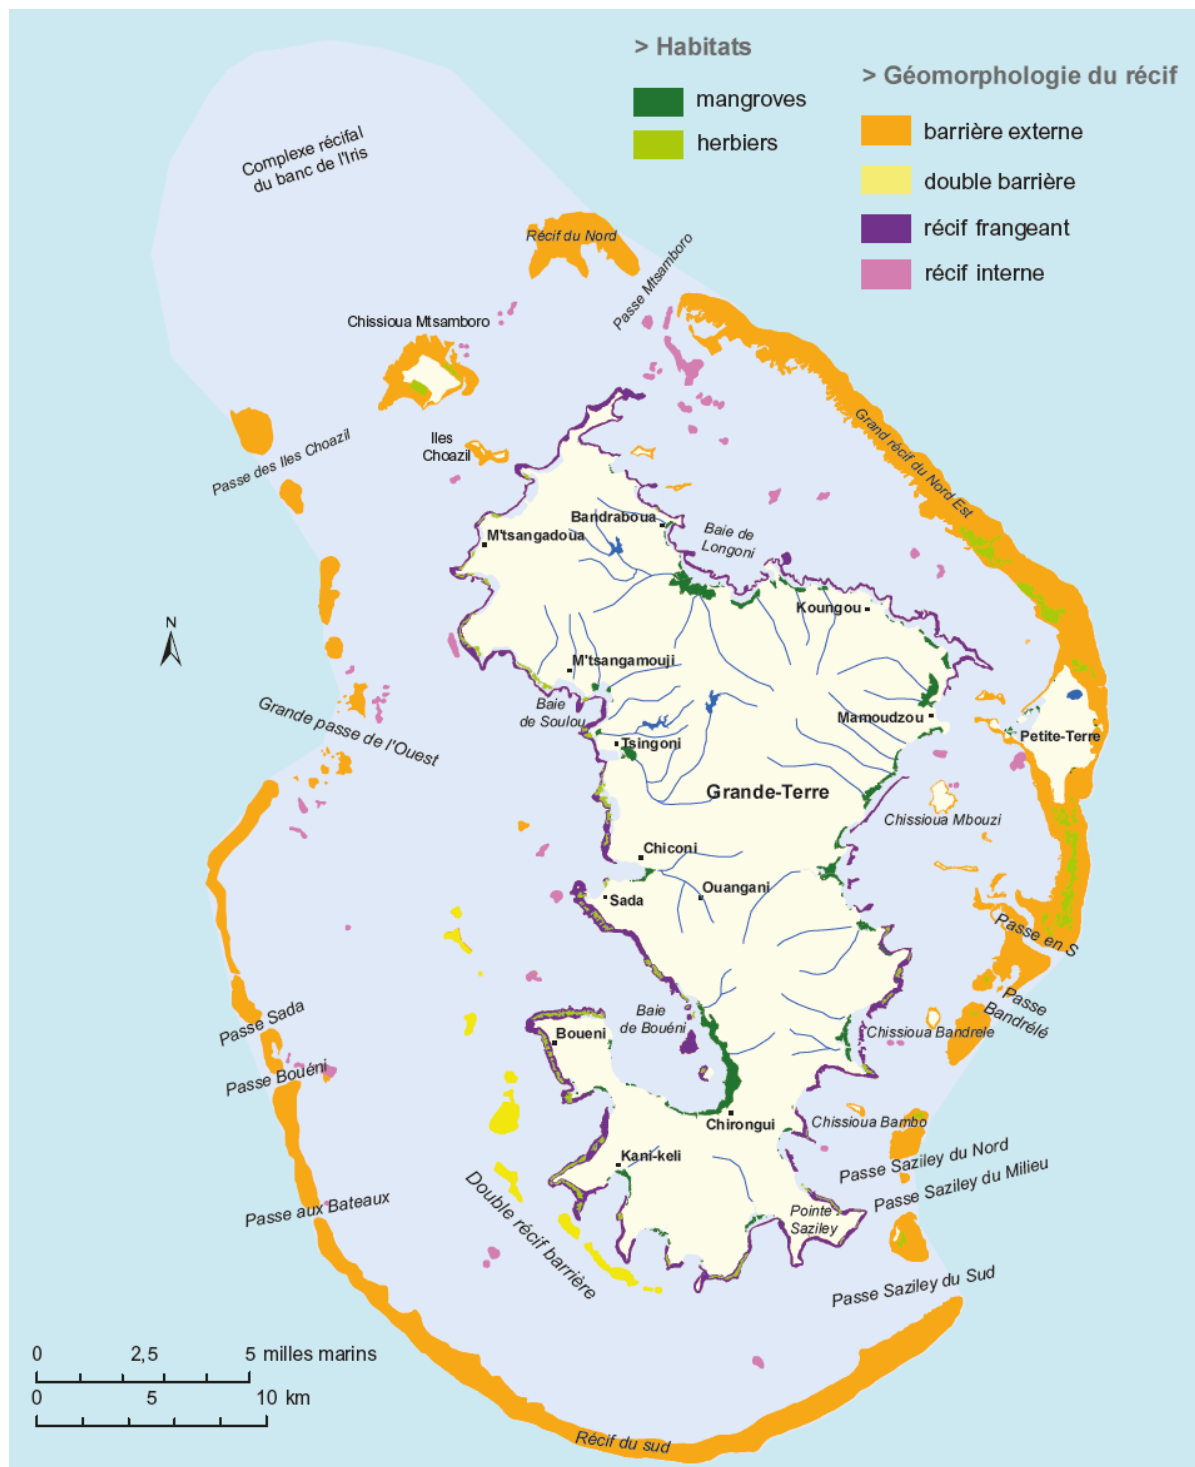 > Habitats
mangroves
herbiers
> Géomorphologie du récif
barrière externe
double barrière
récif frangeant
récif interne
Complexe récifal
du banc de l'Iris
Récif du Nord
Passe Mtsamboro
Chissioua Mtsamboro
Iles
Choazil
Passe des Iles Choazil
Grand récif du Nord Est
Bandraboua
M'tsangadoua
Baie de
Longoni
Koungou
N
M'tsangamouji
Baie
de Soulou
Grande passe de l'Ouest
Mamoudzou
Petite-Terre
Tsingoni
Grande-Terre
Chissioua Mbouzi
Chiconi
Ouangani
Sada
Passe en S
Passe
Bandrélé
Passe Sada
Baie
de Bouéni
Boueni
Chissioua Bandrele
Passe Bouéni
Chirongui
Chissioua Bambo
Kani-keli
Passe Saziley du Nord
Passe Saziley du Milieu
Passe aux Bateaux
Double récif barrière
Pointe
Saziley
Passe Saziley du Sud
0 2,5 5 milles marins
0 5 10 km
Récif du sud